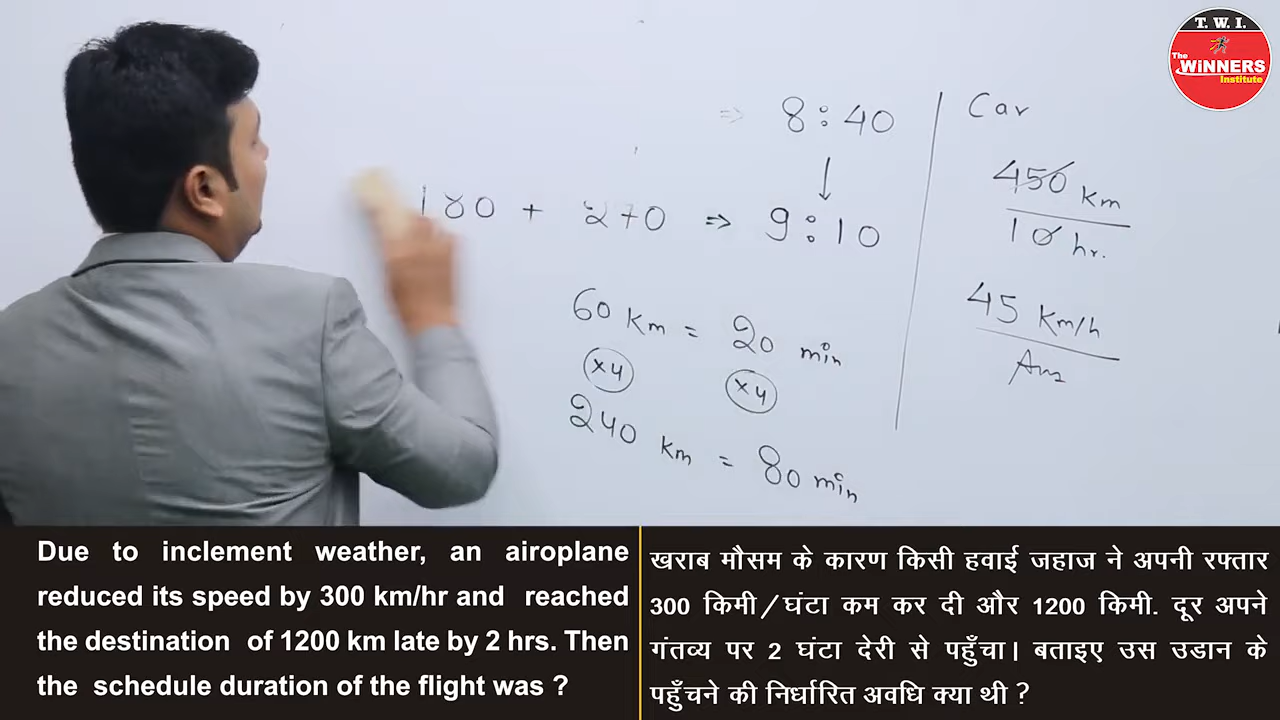 T. W. I.
The
WiNNERS
Institute
⇒ 8:40
↓
180 + 270 ⇒ 9:10
60 Km = 20 min
×4 ×4
240 km = 80 min
Car
450 km
10 hr.
45 km/h
Ans
Due to inclement weather, an airoplane
reduced its speed by 300 km/hr and reached
the destination of 1200 km late by 2 hrs. Then
the schedule duration of the flight was ?
खराब मौसम के कारण किसी हवाई जहाज ने अपनी रफ्तार
300 किमी/घंटा कम कर दी और 1200 किमी. दूर अपने
गंतव्य पर 2 घंटा देरी से पहुँचा। बताइए उस उडान के
पहुँचने की निर्धारित अवधि क्या थी ?